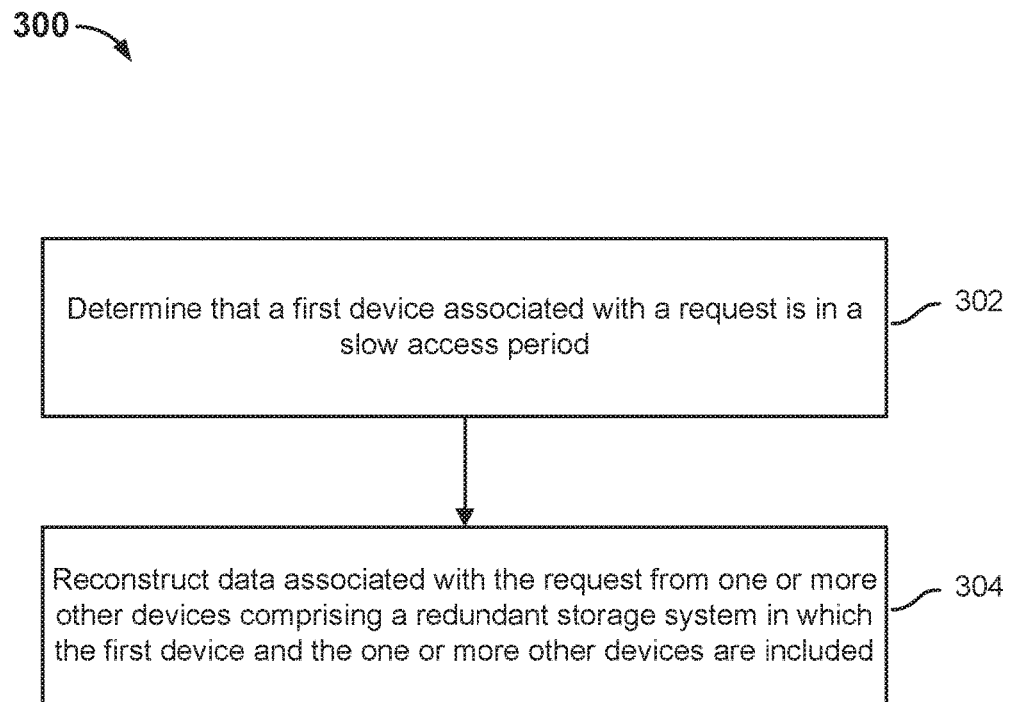 300
Determine that a first device associated with a request is in a
slow access period
302
Reconstruct data associated with the request from one or more
other devices comprising a redundant storage system in which
the first device and the one or more other devices are included
304